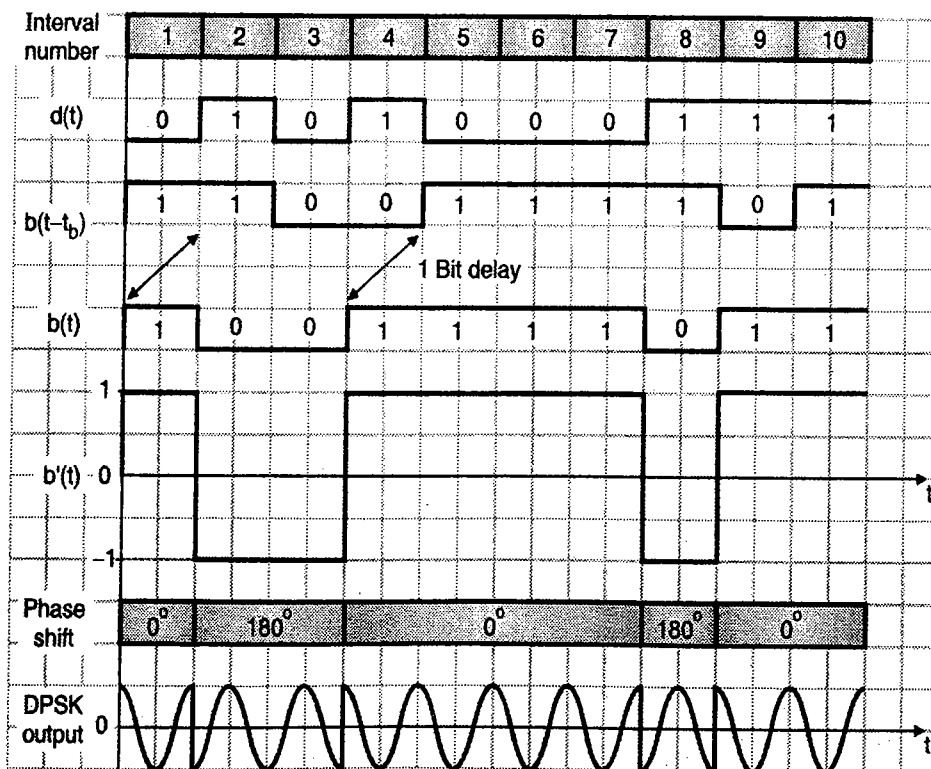 Interval number 1 2 3 4 5 6 7 8 9 10
d(t) 0 1 0 1 0 0 0 1 1 1
b(t–t_b) 1 1 0 0 1 1 1 1 0 1
1 Bit delay
b(t) 1 0 0 1 1 1 1 0 1 1
1
b'(t) 0 t
–1
Phase shift 0° 180° 0° 180° 0°
DPSK output 0 t